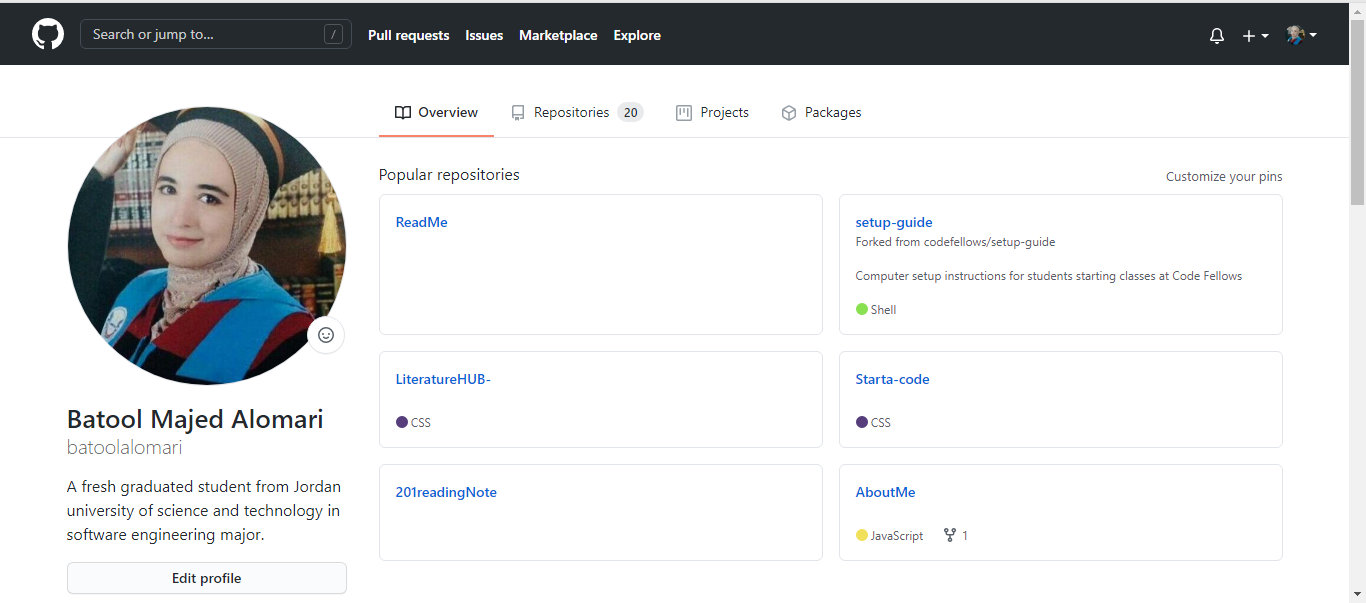 Search or jump to... /
Pull requests Issues Marketplace Explore
Overview Repositories 20 Projects Packages
Popular repositories
Customize your pins
ReadMe
setup-guide
Forked from codefellows/setup-guide
Computer setup instructions for students starting classes at Code Fellows
Shell
LiteratureHUB-
CSS
Starta-code
CSS
201readingNote
AboutMe
JavaScript 1
Batool Majed Alomari
batoolalomari
A fresh graduated student from Jordan
university of science and technology in
software engineering major.
Edit profile